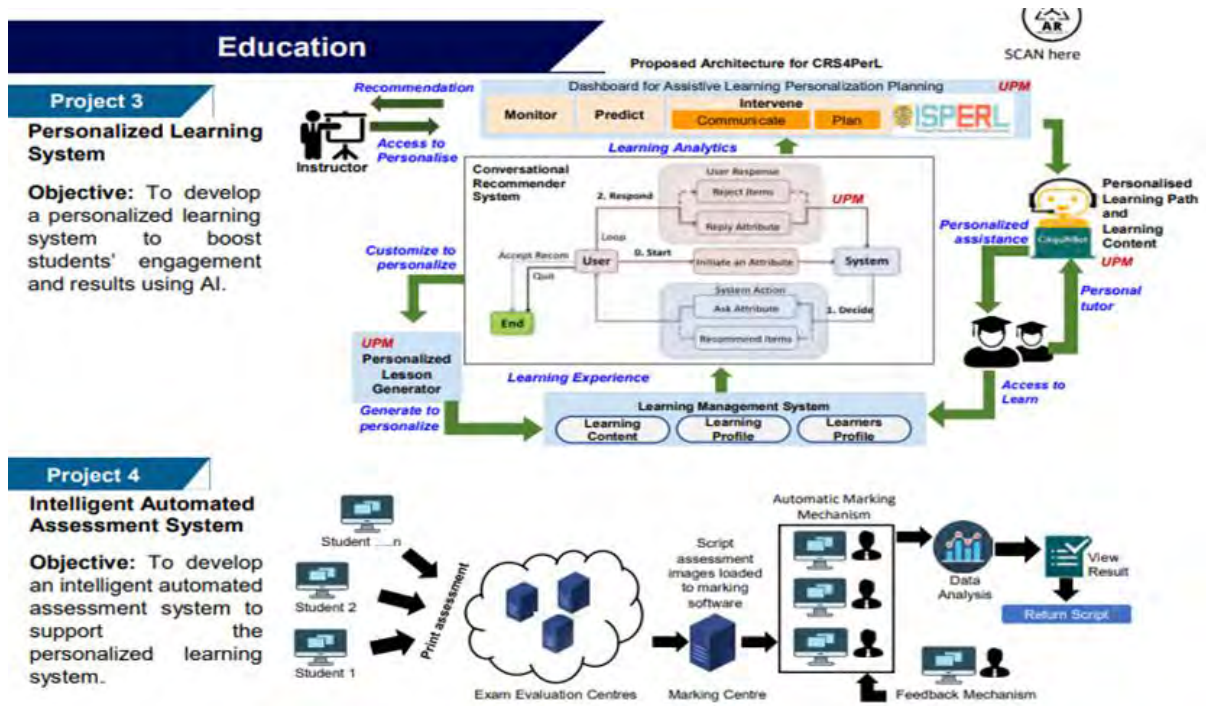 Education
AR
SCAN here
Project 3
Personalized Learning
System
Objective: To develop
a personalized learning
system to boost
students’ engagement
and results using AI.
Proposed Architecture for CRS4PerL
Recommendation
Dashboard for Assistive Learning Personalization Planning
UPM
Monitor
Predict
Intervene
Communicate
Plan
ISPERL
Instructor
Access to
Personalise
Learning Analytics
Conversational
Recommender
System
User Response
2. Respond
Reject Items
UPM
Reply Attribute
Loop
Accept Recom
User
0. Start
Initiate an Attribute
System
Quit
System Action
Ask Attribute
1. Decide
End
Recommend Items
Customize to
personalize
Personalized
assistance
Personalised
Learning Path
and
Learning
Content
UPM
Personal
tutor
UPM
Personalized
Lesson
Generator
Learning Experience
Access to
Learn
Generate to
personalize
Learning Management System
Learning
Content
Learning
Profile
Learners
Profile
Project 4
Intelligent Automated
Assessment System
Objective: To develop
an intelligent automated
assessment system to
support the
personalized learning
system.
Student ....n
Student 2
Student 1
Print assessment
Exam Evaluation Centres
Script
assessment
images loaded
to marking
software
Marking Centre
Automatic Marking
Mechanism
Data
Analysis
View
Result
Return Script
Feedback Mechanism